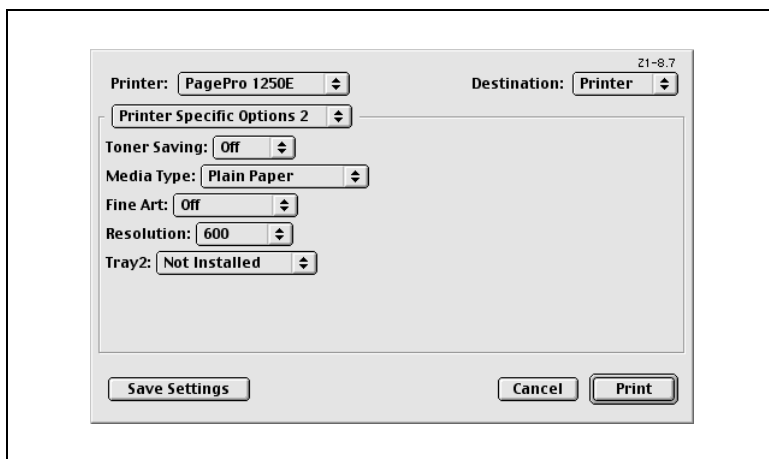 Z1-8.7
Printer: PagePro 1250E Destination: Printer
Printer Specific Options 2
Toner Saving: Off
Media Type: Plain Paper
Fine Art: Off
Resolution: 600
Tray2: Not Installed
Save Settings Cancel Print